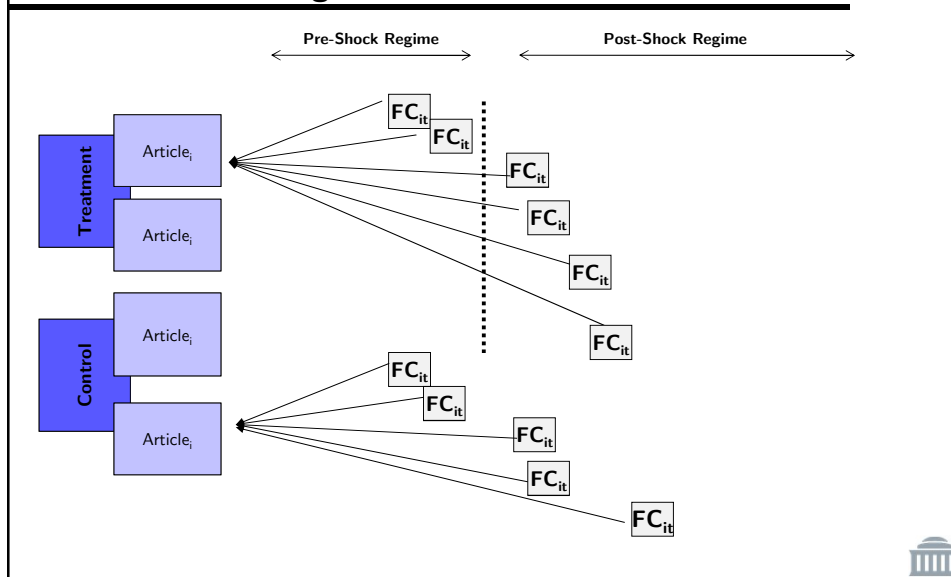 Pre-Shock Regime
Post-Shock Regime
Treatment
Article_i
Article_i
FC_it
FC_it
FC_it
FC_it
FC_it
FC_it
Control
Article_i
Article_i
FC_it
FC_it
FC_it
FC_it
FC_it